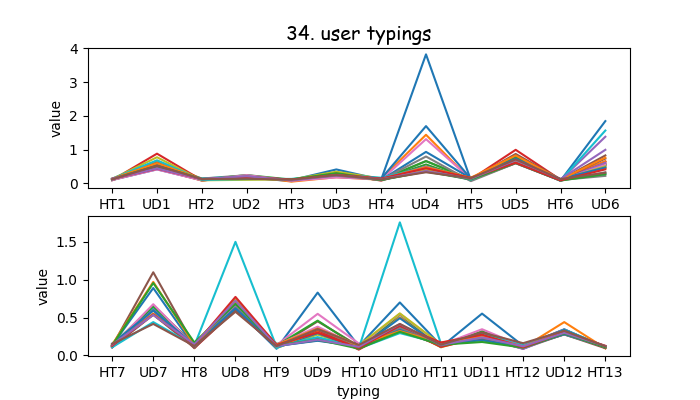 34. user typings
4
3
2
1
0
value
HT1 UD1 HT2 UD2 HT3 UD3 HT4 UD4 HT5 UD5 HT6 UD6
1.5
1.0
0.5
0.0
value
HT7 UD7 HT8 UD8 HT9 UD9 HT10 UD10 HT11 UD11 HT12 UD12 HT13
typing